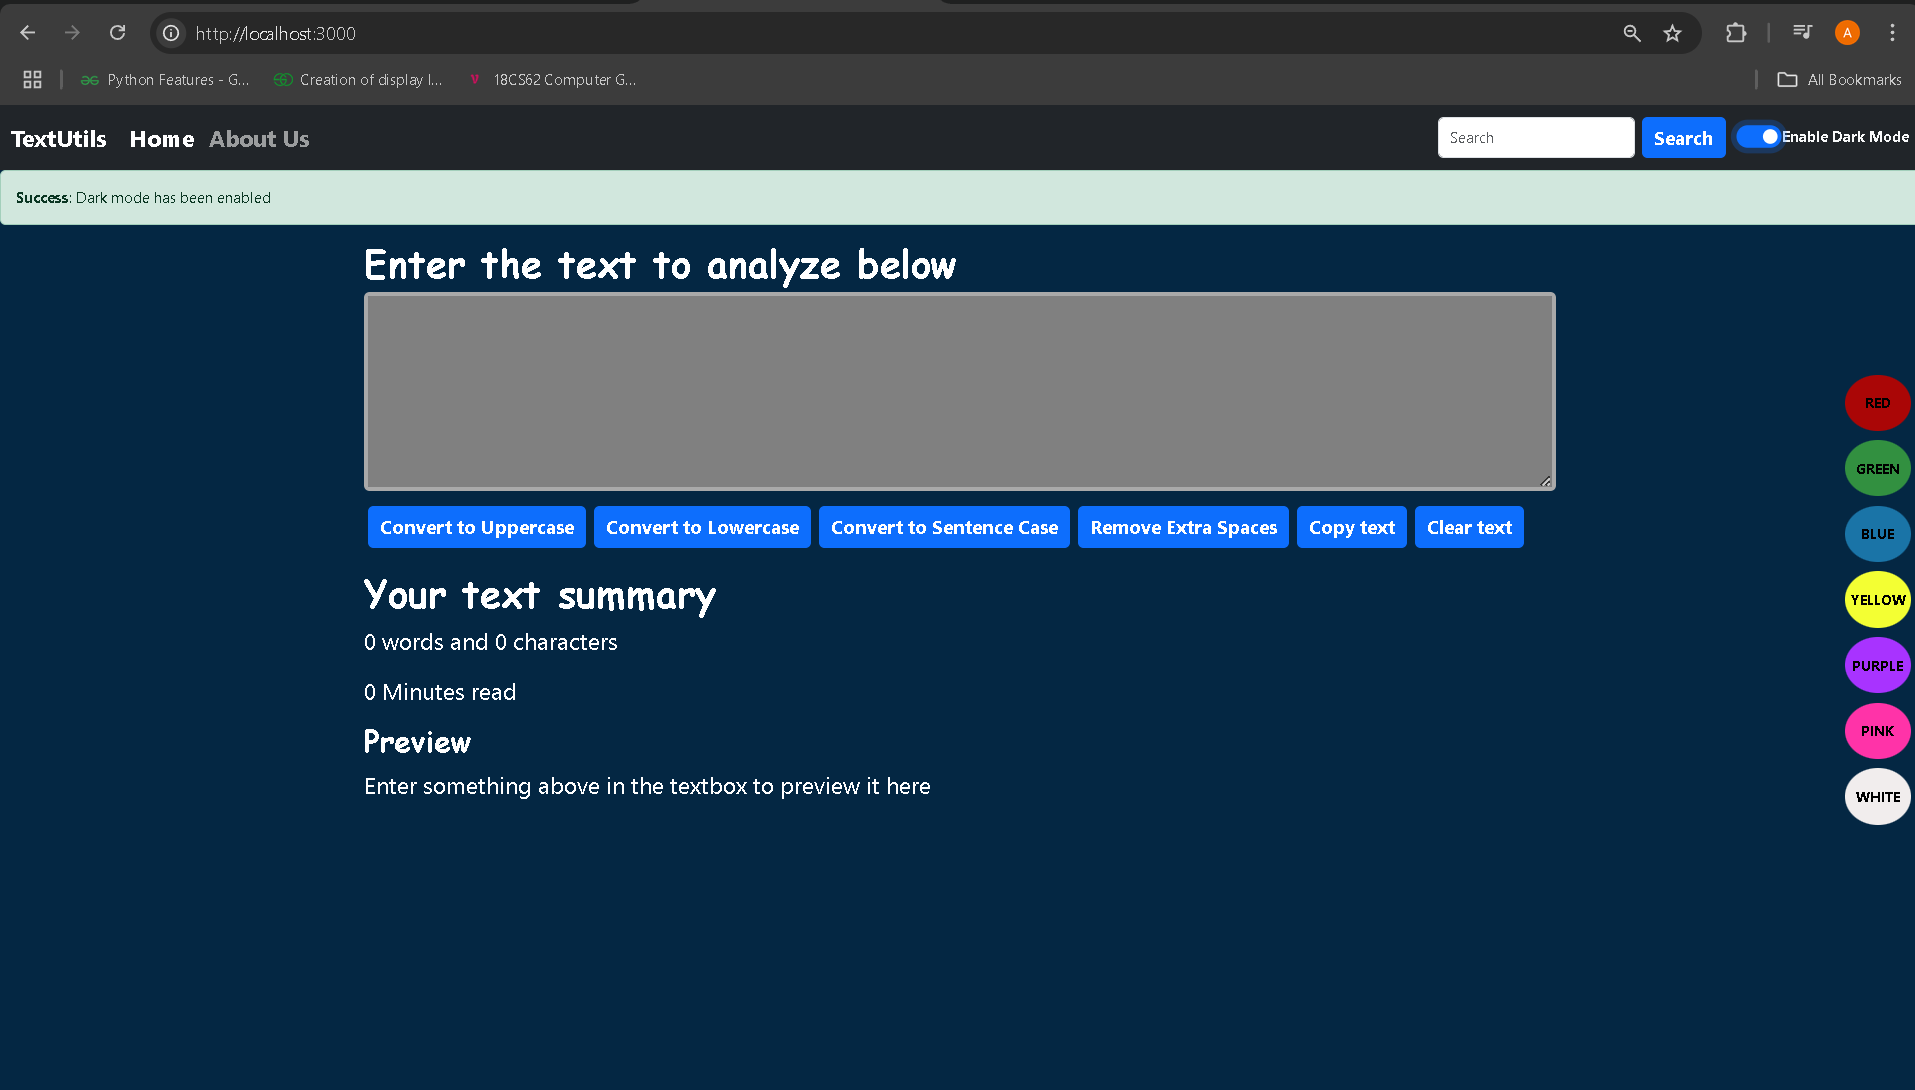 http://localhost:3000
A
Python Features - G...
Creation of display l...
18CS62 Computer G...
All Bookmarks
TextUtils Home About Us
Search
Search
Enable Dark Mode
Success: Dark mode has been enabled
Enter the text to analyze below
Convert to Uppercase
Convert to Lowercase
Convert to Sentence Case
Remove Extra Spaces
Copy text
Clear text
Your text summary
0 words and 0 characters
0 Minutes read
Preview
Enter something above in the textbox to preview it here
RED
GREEN
BLUE
YELLOW
PURPLE
PINK
WHITE